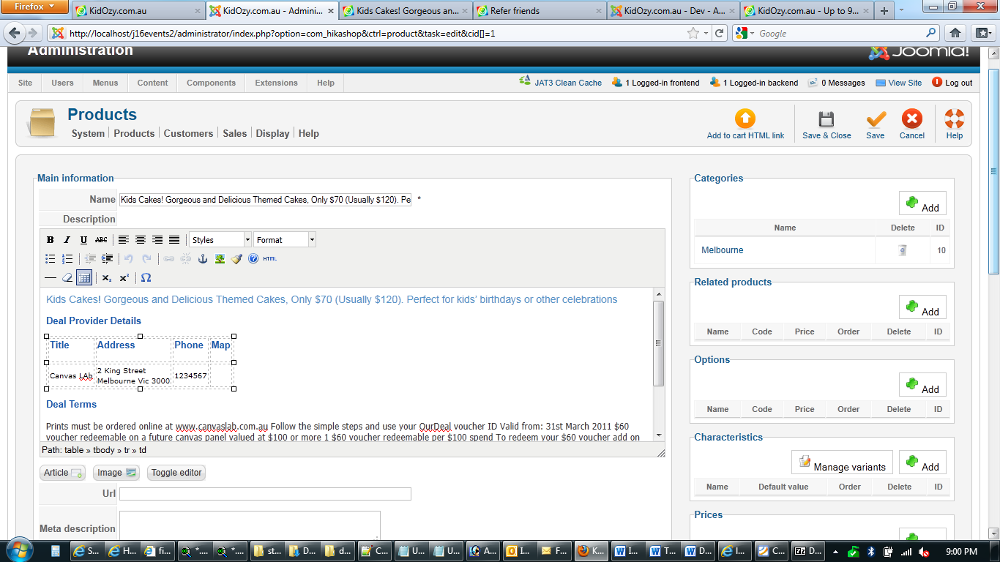 Firefox
KidOzy.com.au
KidOzy.com.au - Admini...
Kids Cakes! Gorgeous an...
Refer friends
KidOzy.com.au - Dev - A...
KidOzy.com.au - Up to 9...
http://localhost/j16events2/administrator/index.php?option=com_hikashop&ctrl=product&task=edit&cid[]=1
Google
Administration
Joomla!
Site Users Menus Content Components Extensions Help
JAT3 Clean Cache 1 Logged-in frontend 1 Logged-in backend 0 Messages View Site Log out
Products
System Products Customers Sales Display Help
Add to cart HTML link Save & Close Save Cancel Help
Main information
Name Kids Cakes! Gorgeous and Delicious Themed Cakes, Only $70 (Usually $120). Pe *
Description
B I U ABC Styles Format
HTML
Kids Cakes! Gorgeous and Delicious Themed Cakes, Only $70 (Usually $120). Perfect for kids' birthdays or other celebrations
Deal Provider Details
Title Address Phone Map
Canvas LAb 2 King Street
Melbourne Vic 3000 1234567
Deal Terms
Prints must be ordered online at www.canvaslab.com.au Follow the simple steps and use your OurDeal voucher ID Valid from: 31st March 2011 $60
voucher redeemable on a future canvas panel valued at $100 or more 1 $60 voucher redeemable per $100 spend To redeem your $60 voucher add on
Path: table » tbody » tr » td
Article Image Toggle editor
Url
Meta description
Categories
Add
Name Delete ID
Melbourne 10
Related products
Add
Name Code Price Order Delete ID
Options
Add
Name Code Price Order Delete ID
Characteristics
Manage variants Add
Name Default value Order Delete ID
Prices
S... H... fi... *.... *.... st... D... d... C... U... U... A... I... F... K... I... T... D... I... C... D...
9:00 PM